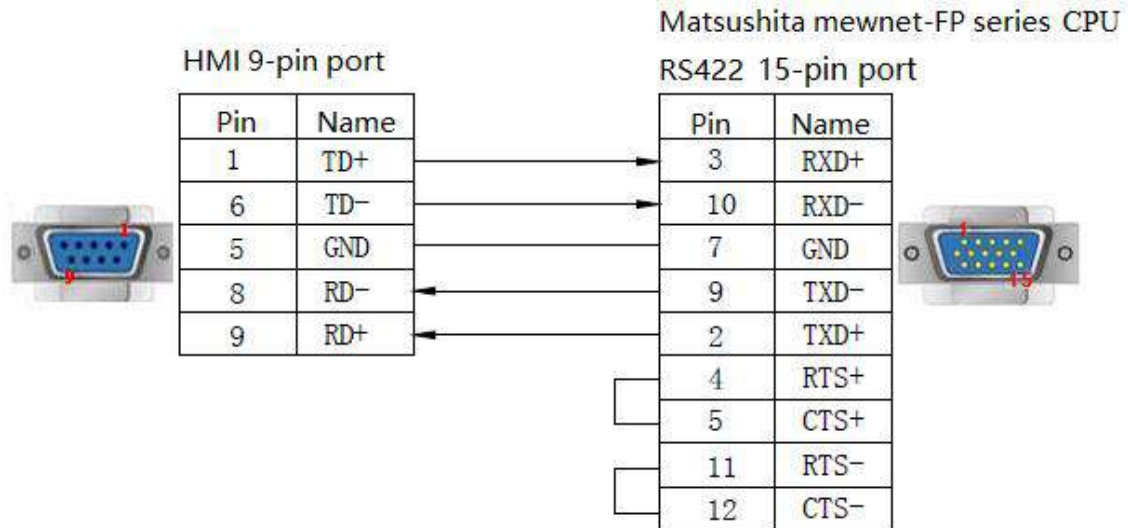 Matsushita mewnet-FP series CPU
HMI 9-pin port
RS422 15-pin port
Pin Name
Pin Name
1 TD+
3 RXD+
6 TD-
10 RXD-
5 GND
7 GND
8 RD-
9 TXD-
9 RD+
2 TXD+
4 RTS+
5 CTS+
11 RTS-
12 CTS-
1
9
1
15